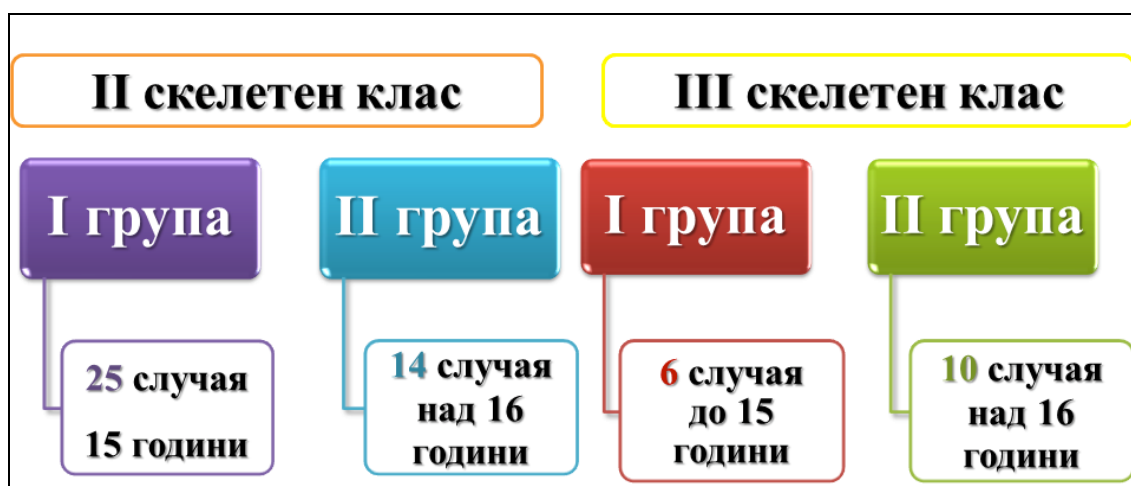 II скелетен клас
III скелетен клас
I група
II група
I група
II група
25 случая
15 години
14 случая
над 16
години
6 случая
до 15
години
10 случая
над 16
години